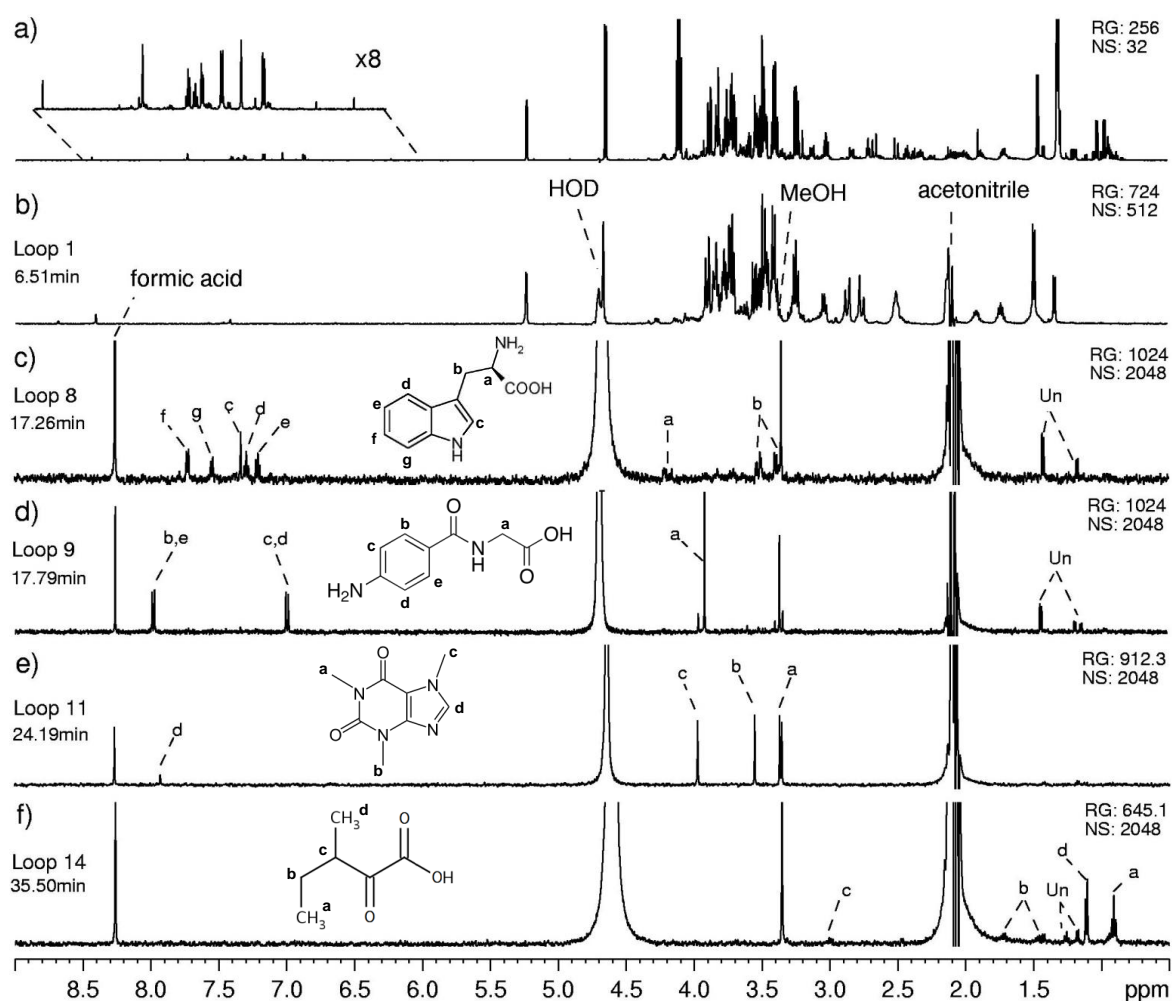 a)
x8
RG: 256
NS: 32
b)
Loop 1
6.51min
formic acid
HOD
MeOH
acetonitrile
RG: 724
NS: 512
c)
Loop 8
17.26min
f
g
c
d
e
NH₂
b
a
COOH
d
e
f
g
c
N
H
a
b
Un
RG: 1024
NS: 2048
d)
Loop 9
17.79min
b,e
c,d
O
b
a
OH
c
N
H
O
H₂N
e
d
a
Un
RG: 1024
NS: 2048
e)
Loop 11
24.19min
d
O
c
a
N
N
d
O
N
N
b
c
b
a
RG: 912.3
NS: 2048
f)
Loop 14
35.50min
CH₃
d
O
c
b
OH
a
CH₃
O
c
b
Un
d
a
RG: 645.1
NS: 2048
8.5 8.0 7.5 7.0 6.5 6.0 5.5 5.0 4.5 4.0 3.5 3.0 2.5 2.0 1.5 ppm